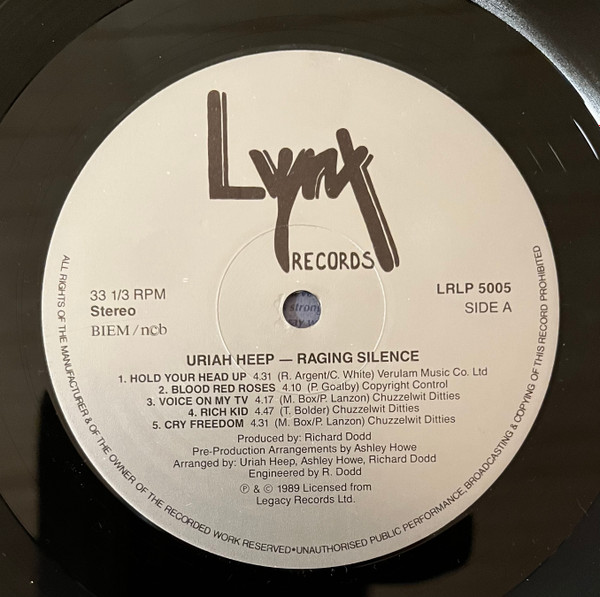 Lynx
RECORDS
33 1/3 RPM
Stereo
BIEM/ncb
LRLP 5005
SIDE A
strong
URIAH HEEP — RAGING SILENCE
1. HOLD YOUR HEAD UP 4.31 (R. Argent/C. White) Verulam Music Co. Ltd
2. BLOOD RED ROSES 4.10 (P. Goalby) Copyright Control
3. VOICE ON MY TV 4.17 (M. Box/P. Lanzon) Chuzzelwit Ditties
4. RICH KID 4.47 (T. Bolder) Chuzzelwit Ditties
5. CRY FREEDOM 4.31 (M. Box/P. Lanzon) Chuzzelwit Ditties
Produced by: Richard Dodd
Pre-Production Arrangements by Ashley Howe
Arranged by: Uriah Heep, Ashley Howe, Richard Dodd
Engineered by R. Dodd
Ⓟ & © 1989 Licensed from
Legacy Records Ltd.
ALL RIGHTS OF THE MANUFACTURER & OF THE OWNER OF THE RECORDED WORK RESERVED•UNAUTHORISED PUBLIC PERFORMANCE, BROADCASTING & COPYING OF THIS RECORD PROHIBITED